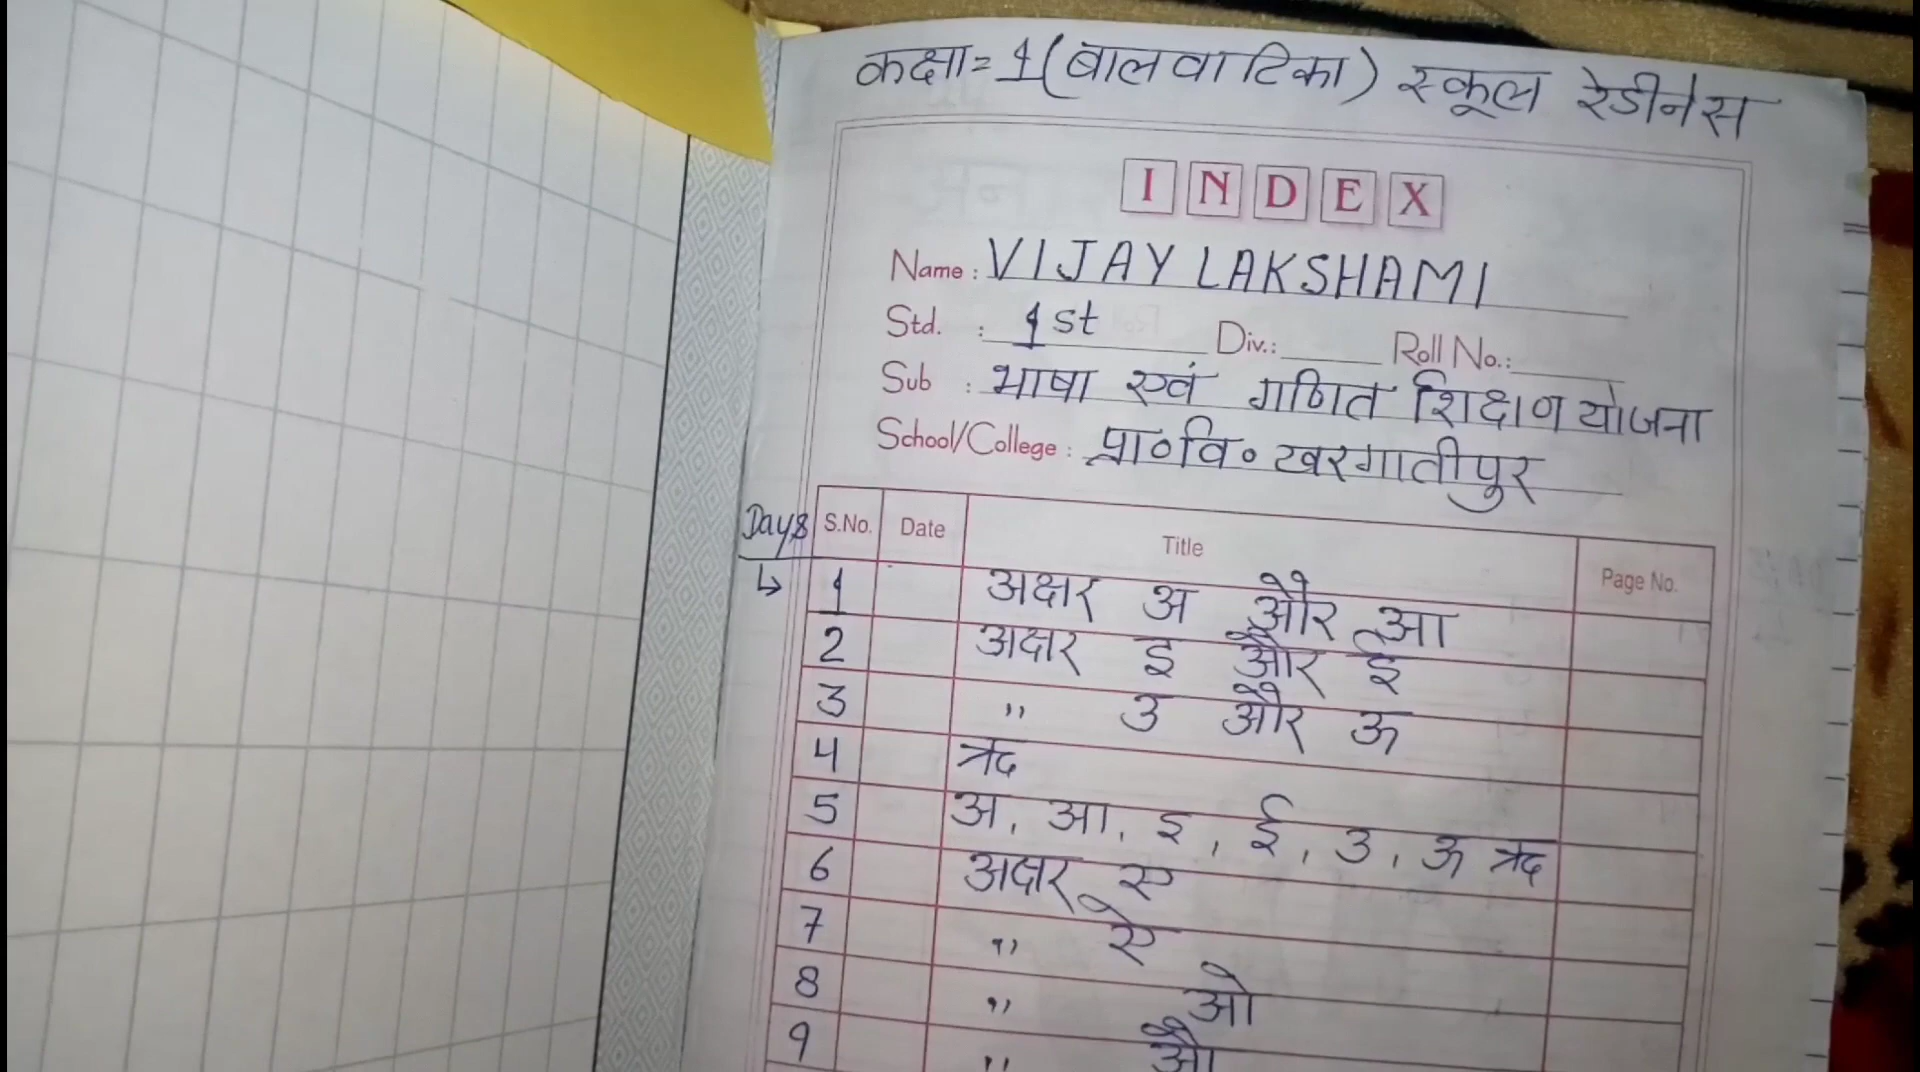 कक्षा= 1 (बालवाटिका) स्कूल रेडीनेस
INDEX
Name: VIJAY LAKSHAMI
Std. : 1st Div.: Roll No.:
Sub : भाषा एवं गणित शिक्षण योजना
School/College : प्रा०वि० खरगातीपुर
Days S.No. Date Title Page No.
↳ 1 अक्षर अ और आ
2 अक्षर इ और ई
3 " उ और ऊ
4 ऋ
5 अ, आ, इ, ई, उ, ऊ ऋ
6 अक्षर ए
7 " ऐ
8 " ओ
9 " औ